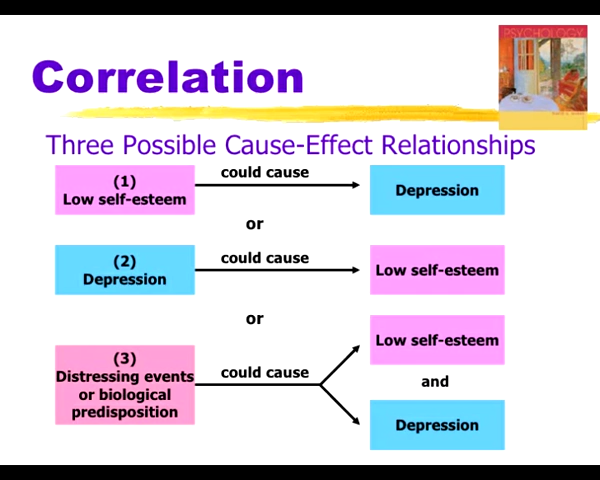 PSYCHOLOGY
Correlation
Three Possible Cause-Effect Relationships
(1)
Low self-esteem
could cause
Depression
or
(2)
Depression
could cause
Low self-esteem
or
(3)
Distressing events
or biological
predisposition
could cause
Low self-esteem
and
Depression